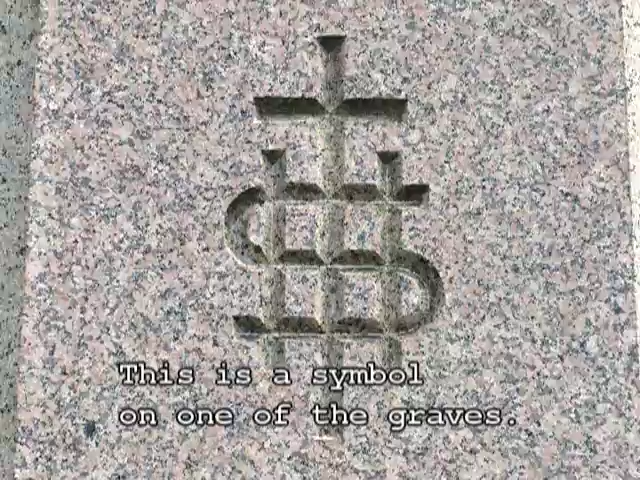 This is a symbol
on one of the graves.